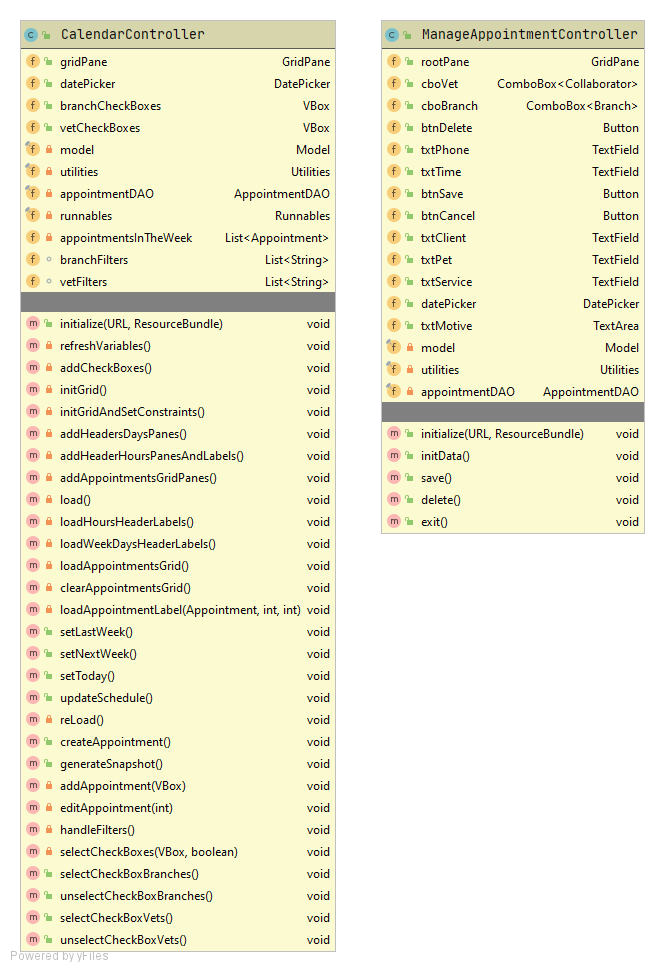 CalendarController
gridPane GridPane
datePicker DatePicker
branchCheckBoxes VBox
vetCheckBoxes VBox
model Model
utilities Utilities
appointmentDAO AppointmentDAO
runnables Runnables
appointmentsInTheWeek List<Appointment>
branchFilters List<String>
vetFilters List<String>
initialize(URL, ResourceBundle) void
refreshVariables() void
addCheckBoxes() void
initGrid() void
initGridAndSetConstraints() void
addHeadersDaysPanes() void
addHeaderHoursPanesAndLabels() void
addAppointmentsGridPanes() void
load() void
loadHoursHeaderLabels() void
loadWeekDaysHeaderLabels() void
loadAppointmentsGrid() void
clearAppointmentsGrid() void
loadAppointmentLabel(Appointment, int, int) void
setLastWeek() void
setNextWeek() void
setToday() void
updateSchedule() void
reLoad() void
createAppointment() void
generateSnapshot() void
addAppointment(VBox) void
editAppointment(int) void
handleFilters() void
selectCheckBoxes(VBox, boolean) void
selectCheckBoxBranches() void
unselectCheckBoxBranches() void
selectCheckBoxVets() void
unselectCheckBoxVets() void
ManageAppointmentController
rootPane GridPane
cboVet ComboBox<Collaborator>
cboBranch ComboBox<Branch>
btnDelete Button
txtPhone TextField
txtTime TextField
btnSave Button
btnCancel Button
txtClient TextField
txtPet TextField
txtService TextField
datePicker DatePicker
txtMotive TextArea
model Model
utilities Utilities
appointmentDAO AppointmentDAO
initialize(URL, ResourceBundle) void
initData() void
save() void
delete() void
exit() void
Powered by yFiles